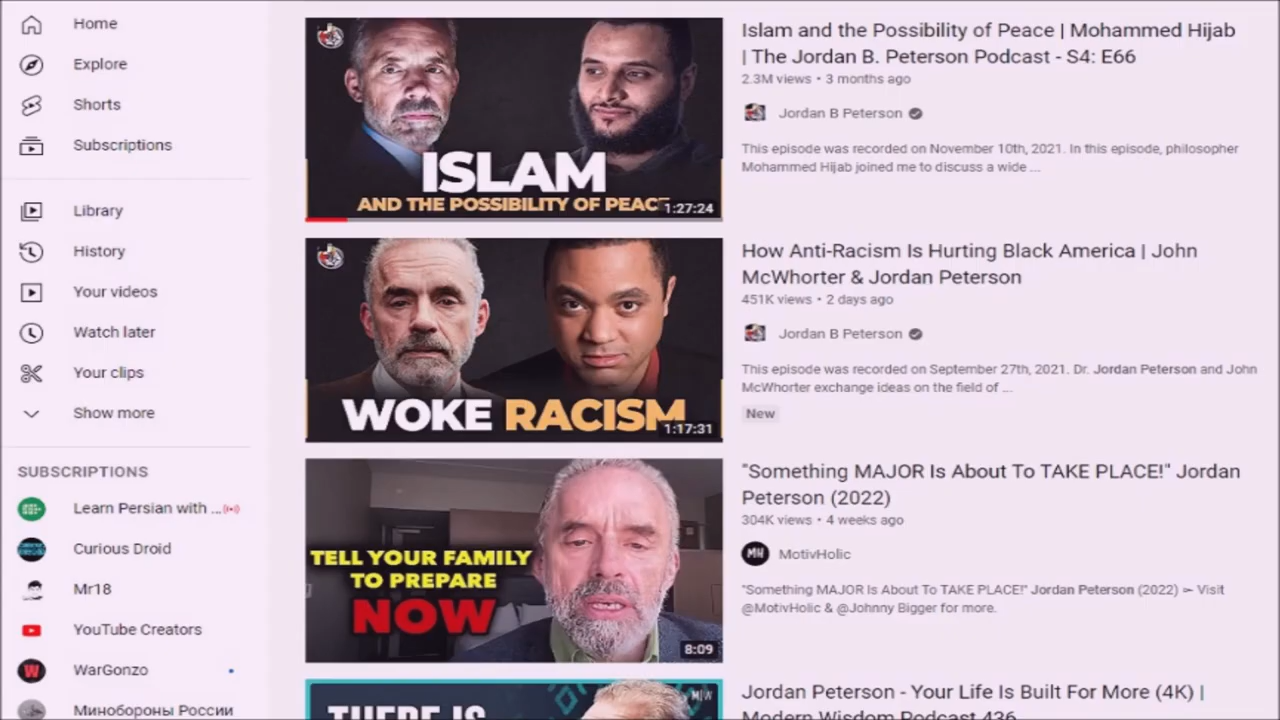 Home
Explore
Shorts
Subscriptions
Library
History
Your videos
Watch later
Your clips
Show more
SUBSCRIPTIONS
Learn Persian with ...
Curious Droid
Mr18
YouTube Creators
WarGonzo
Минобороны России
ISLAM
AND THE POSSIBILITY OF PEACE
1:27:24
Islam and the Possibility of Peace | Mohammed Hijab
| The Jordan B. Peterson Podcast - S4: E66
2.3M views • 3 months ago
Jordan B Peterson
This episode was recorded on November 10th, 2021. In this episode, philosopher
Mohammed Hijab joined me to discuss a wide ...
WOKE RACISM
1:17:31
How Anti-Racism Is Hurting Black America | John
McWhorter & Jordan Peterson
451K views • 2 days ago
Jordan B Peterson
This episode was recorded on September 27th, 2021. Dr. Jordan Peterson and John
McWhorter exchange ideas on the field of ...
New
TELL YOUR FAMILY
TO PREPARE
NOW
8:09
"Something MAJOR Is About To TAKE PLACE!" Jordan
Peterson (2022)
304K views • 4 weeks ago
MH
MotivHolic
"Something MAJOR Is About To TAKE PLACE!" Jordan Peterson (2022) ➢ Visit
@MotivHolic & @Johnny Bigger for more.
THERE IS
M|W
Jordan Peterson - Your Life Is Built For More (4K) |
Modern Wisdom Podcast 436